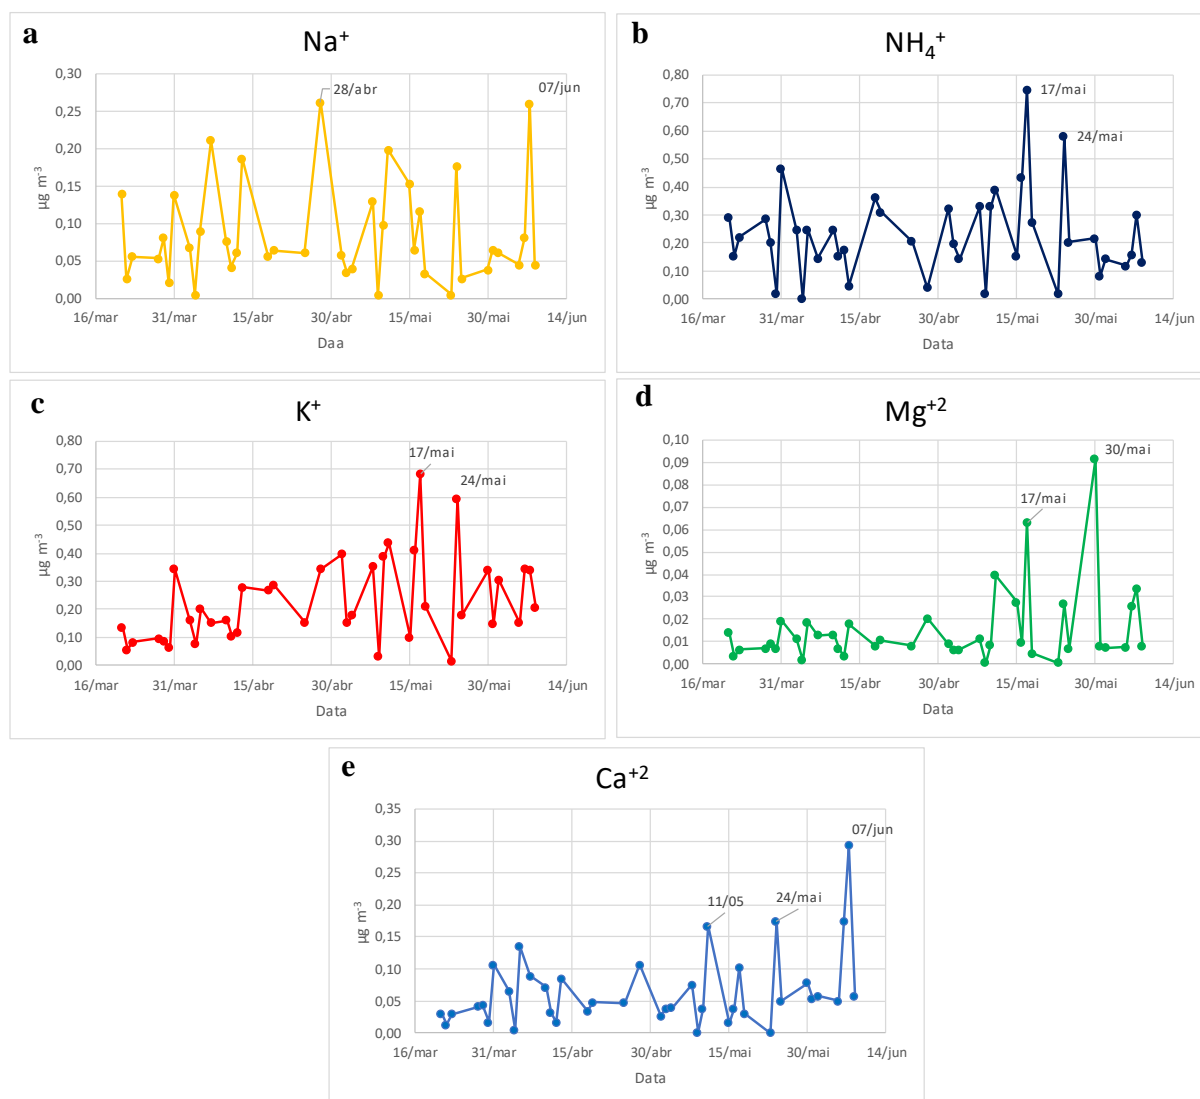 a
Na⁺
0,30
0,25
0,20
0,15
0,10
0,05
0,00
µg m⁻³
28/abr
07/jun
16/mar 31/mar 15/abr 30/abr 15/mai 30/mai 14/jun
Daa
b
NH₄⁺
0,80
0,70
0,60
0,50
0,40
0,30
0,20
0,10
0,00
µg m⁻³
17/mai
24/mai
16/mar 31/mar 15/abr 30/abr 15/mai 30/mai 14/jun
Data
c
K⁺
0,80
0,70
0,60
0,50
0,40
0,30
0,20
0,10
0,00
µg m⁻³
17/mai
24/mai
16/mar 31/mar 15/abr 30/abr 15/mai 30/mai 14/jun
Data
d
Mg⁺²
0,10
0,09
0,08
0,07
0,06
0,05
0,04
0,03
0,02
0,01
0,00
µg m⁻³
30/mai
17/mai
16/mar 31/mar 15/abr 30/abr 15/mai 30/mai 14/jun
Data
e
Ca⁺²
0,35
0,30
0,25
0,20
0,15
0,10
0,05
0,00
µg m⁻³
07/jun
11/05
24/mai
16/mar 31/mar 15/abr 30/abr 15/mai 30/mai 14/jun
Data